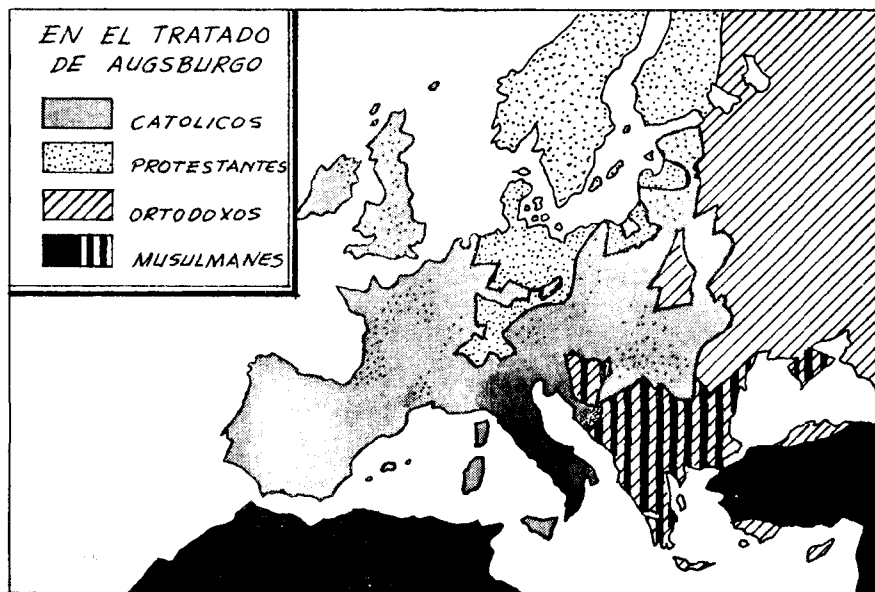 EN EL TRATADO
DE AUGSBURGO
CATOLICOS
PROTESTANTES
ORTODOXOS
MUSULMANES